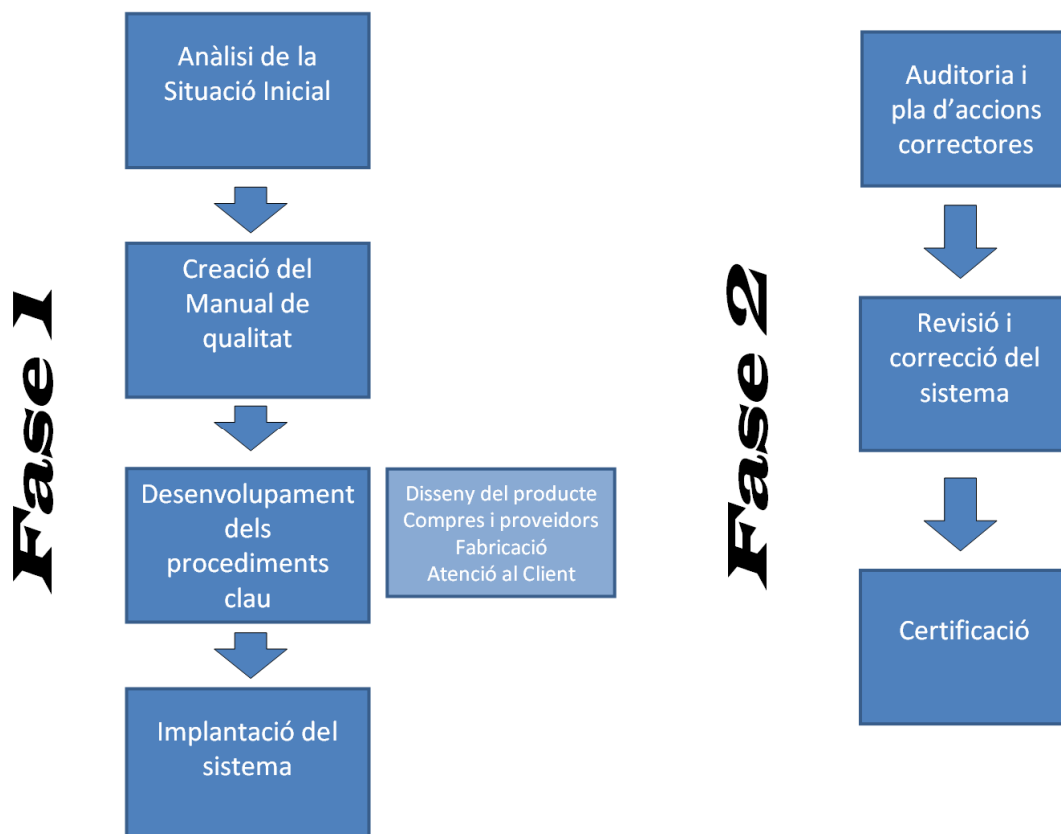 Fase 1
Anàlisi de la
Situació Inicial
Creació del
Manual de
qualitat
Desenvolupament
dels
procediments
clau
Disseny del producte
Compres i proveidors
Fabricació
Atenció al Client
Implantació del
sistema
Fase 2
Auditoria i
pla d’accions
correctores
Revisió i
correcció del
sistema
Certificació